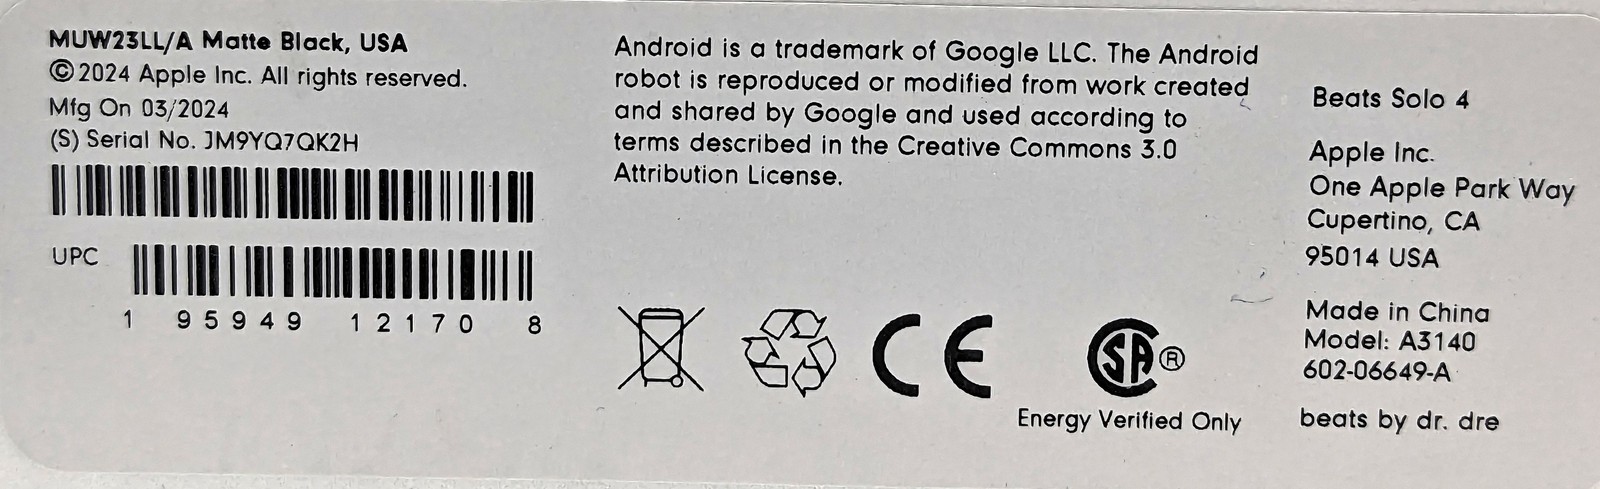 MUW23LL/A Matte Black, USA
©2024 Apple Inc. All rights reserved.
Mfg On 03/2024
(S) Serial No. JM9YQ7QK2H
UPC
1 95949 12170 8
Android is a trademark of Google LLC. The Android
robot is reproduced or modified from work created
and shared by Google and used according to
terms described in the Creative Commons 3.0
Attribution License.
CE
SA®
Energy Verified Only
Beats Solo 4
Apple Inc.
One Apple Park Way
Cupertino, CA
95014 USA
Made in China
Model: A3140
602-06649-A
beats by dr. dre